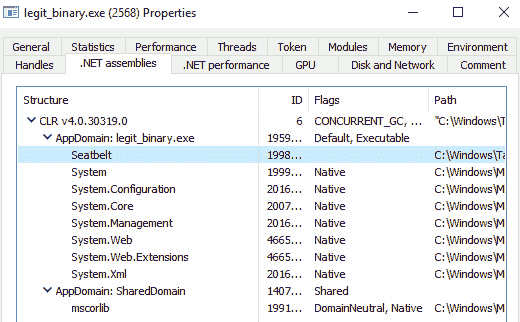 legit_binary.exe (2568) Properties
General Statistics Performance Threads Token Modules Memory Environment
Handles .NET assemblies .NET performance GPU Disk and Network Comment
Structure ID Flags Path
CLR v4.0.30319.0 6 CONCURRENT_GC, ... "C:\Windows\T
AppDomain: legit_binary.exe 1959... Default, Executable
Seatbelt 1998... C:\Windows\Ta
System 1999... Native C:\Windows\M
System.Configuration 2016... Native C:\Windows\M
System.Core 2007... Native C:\Windows\M
System.Management 2016... Native C:\Windows\M
System.Web 4665... Native C:\Windows\M
System.Web.Extensions 4665... Native C:\Windows\M
System.Xml 2016... Native C:\Windows\M
AppDomain: SharedDomain 1407... Shared
mscorlib 1991... DomainNeutral, Native C:\Windows\M